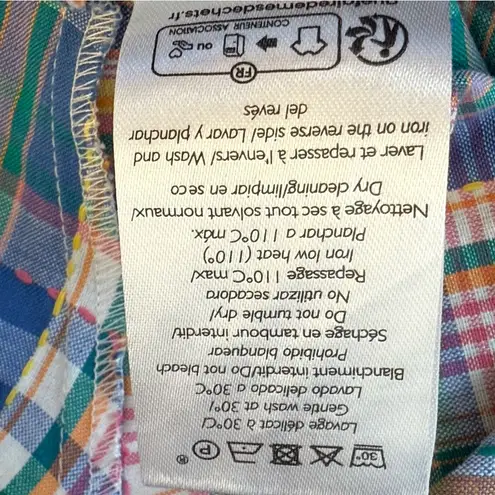 30°
P
®
Lavage délicat à 30°C/
Gentle wash at 30°/
Lavado delicado a 30°C
Blanchiment interdit/Do not bleach
Prohibido blanquear
Séchage en tambour interdit/
Do not tumble dry/
No utilizar secadora
Repassage 110°C max/
Iron low heat (110°)
Planchar a 110°C máx.
Nettoyage à sec tout solvant normaux/
Dry cleaning/limpiar en seco
Laver et repasser à l'envers/ Wash and
iron on the reverse side/ Lavar y planchar
del revés
FR
OU
CONTENEUR ASSOCIATION